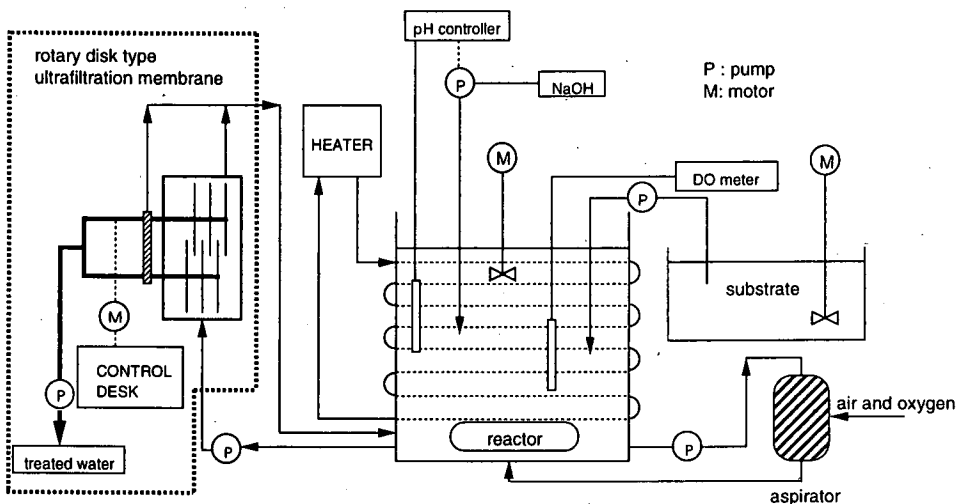 pH controller
rotary disk type
ultrafiltration membrane
P
NaOH
P : pump
M: motor
HEATER
M
M
DO meter
P
substrate
M
CONTROL
DESK
P
air and oxygen
reactor
P
P
treated water
aspirator